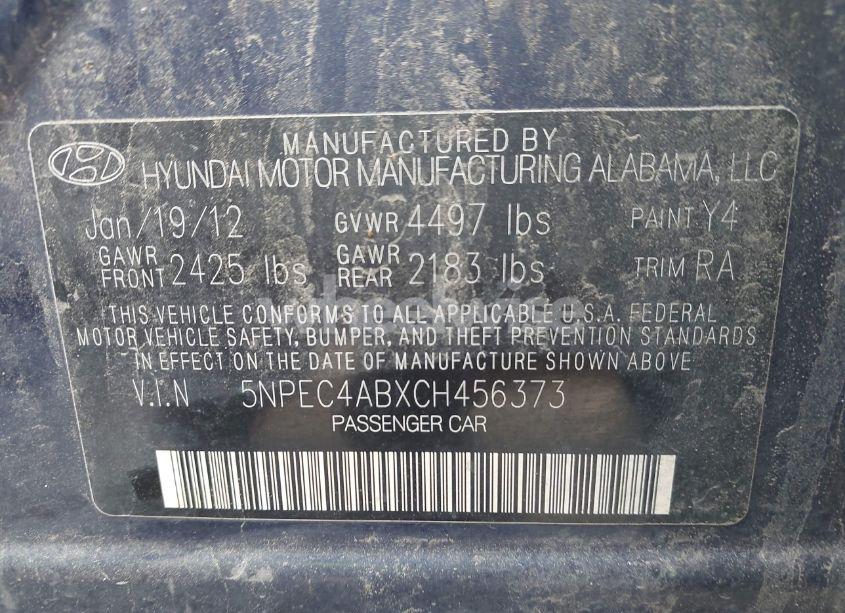 MANUFACTURED BY
HYUNDAI MOTOR MANUFACTURING ALABAMA, LLC
Jan/19/12 GVWR 4497 lbs PAINT Y4
GAWR FRONT 2425 lbs GAWR REAR 2183 lbs TRIM RA
THIS VEHICLE CONFORMS TO ALL APPLICABLE U.S.A. FEDERAL
MOTOR VEHICLE SAFETY, BUMPER, AND THEFT PREVENTION STANDARDS
IN EFFECT ON THE DATE OF MANUFACTURE SHOWN ABOVE
V.I.N 5NPEC4ABXCH456373
PASSENGER CAR